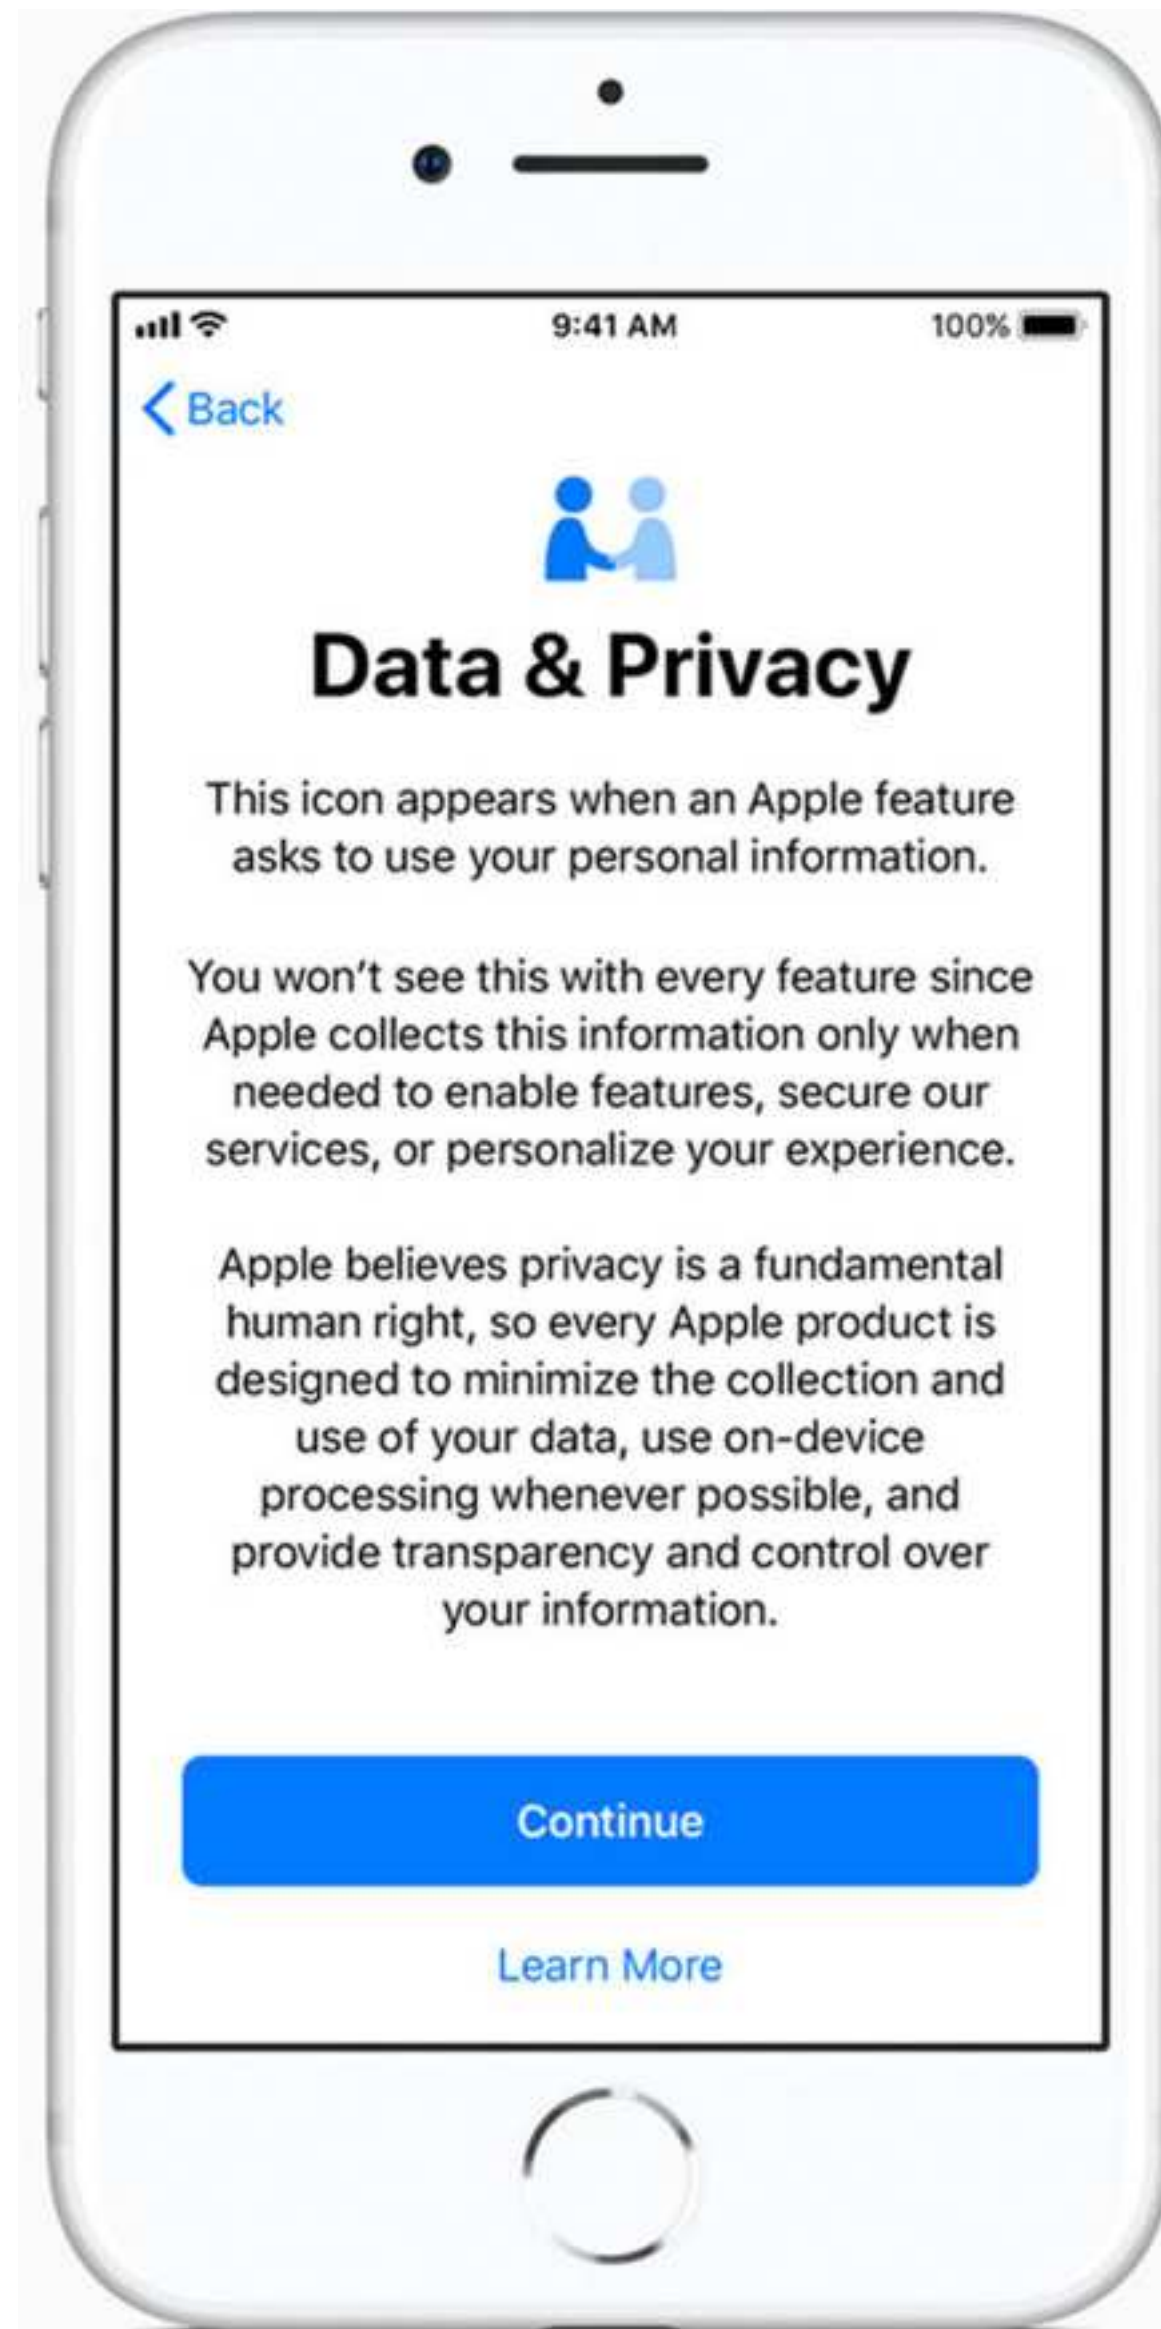 9:41 AM
100%
Back
Data & Privacy
This icon appears when an Apple feature
asks to use your personal information.
You won't see this with every feature since
Apple collects this information only when
needed to enable features, secure our
services, or personalize your experience.
Apple believes privacy is a fundamental
human right, so every Apple product is
designed to minimize the collection and
use of your data, use on-device
processing whenever possible, and
provide transparency and control over
your information.
Continue
Learn More